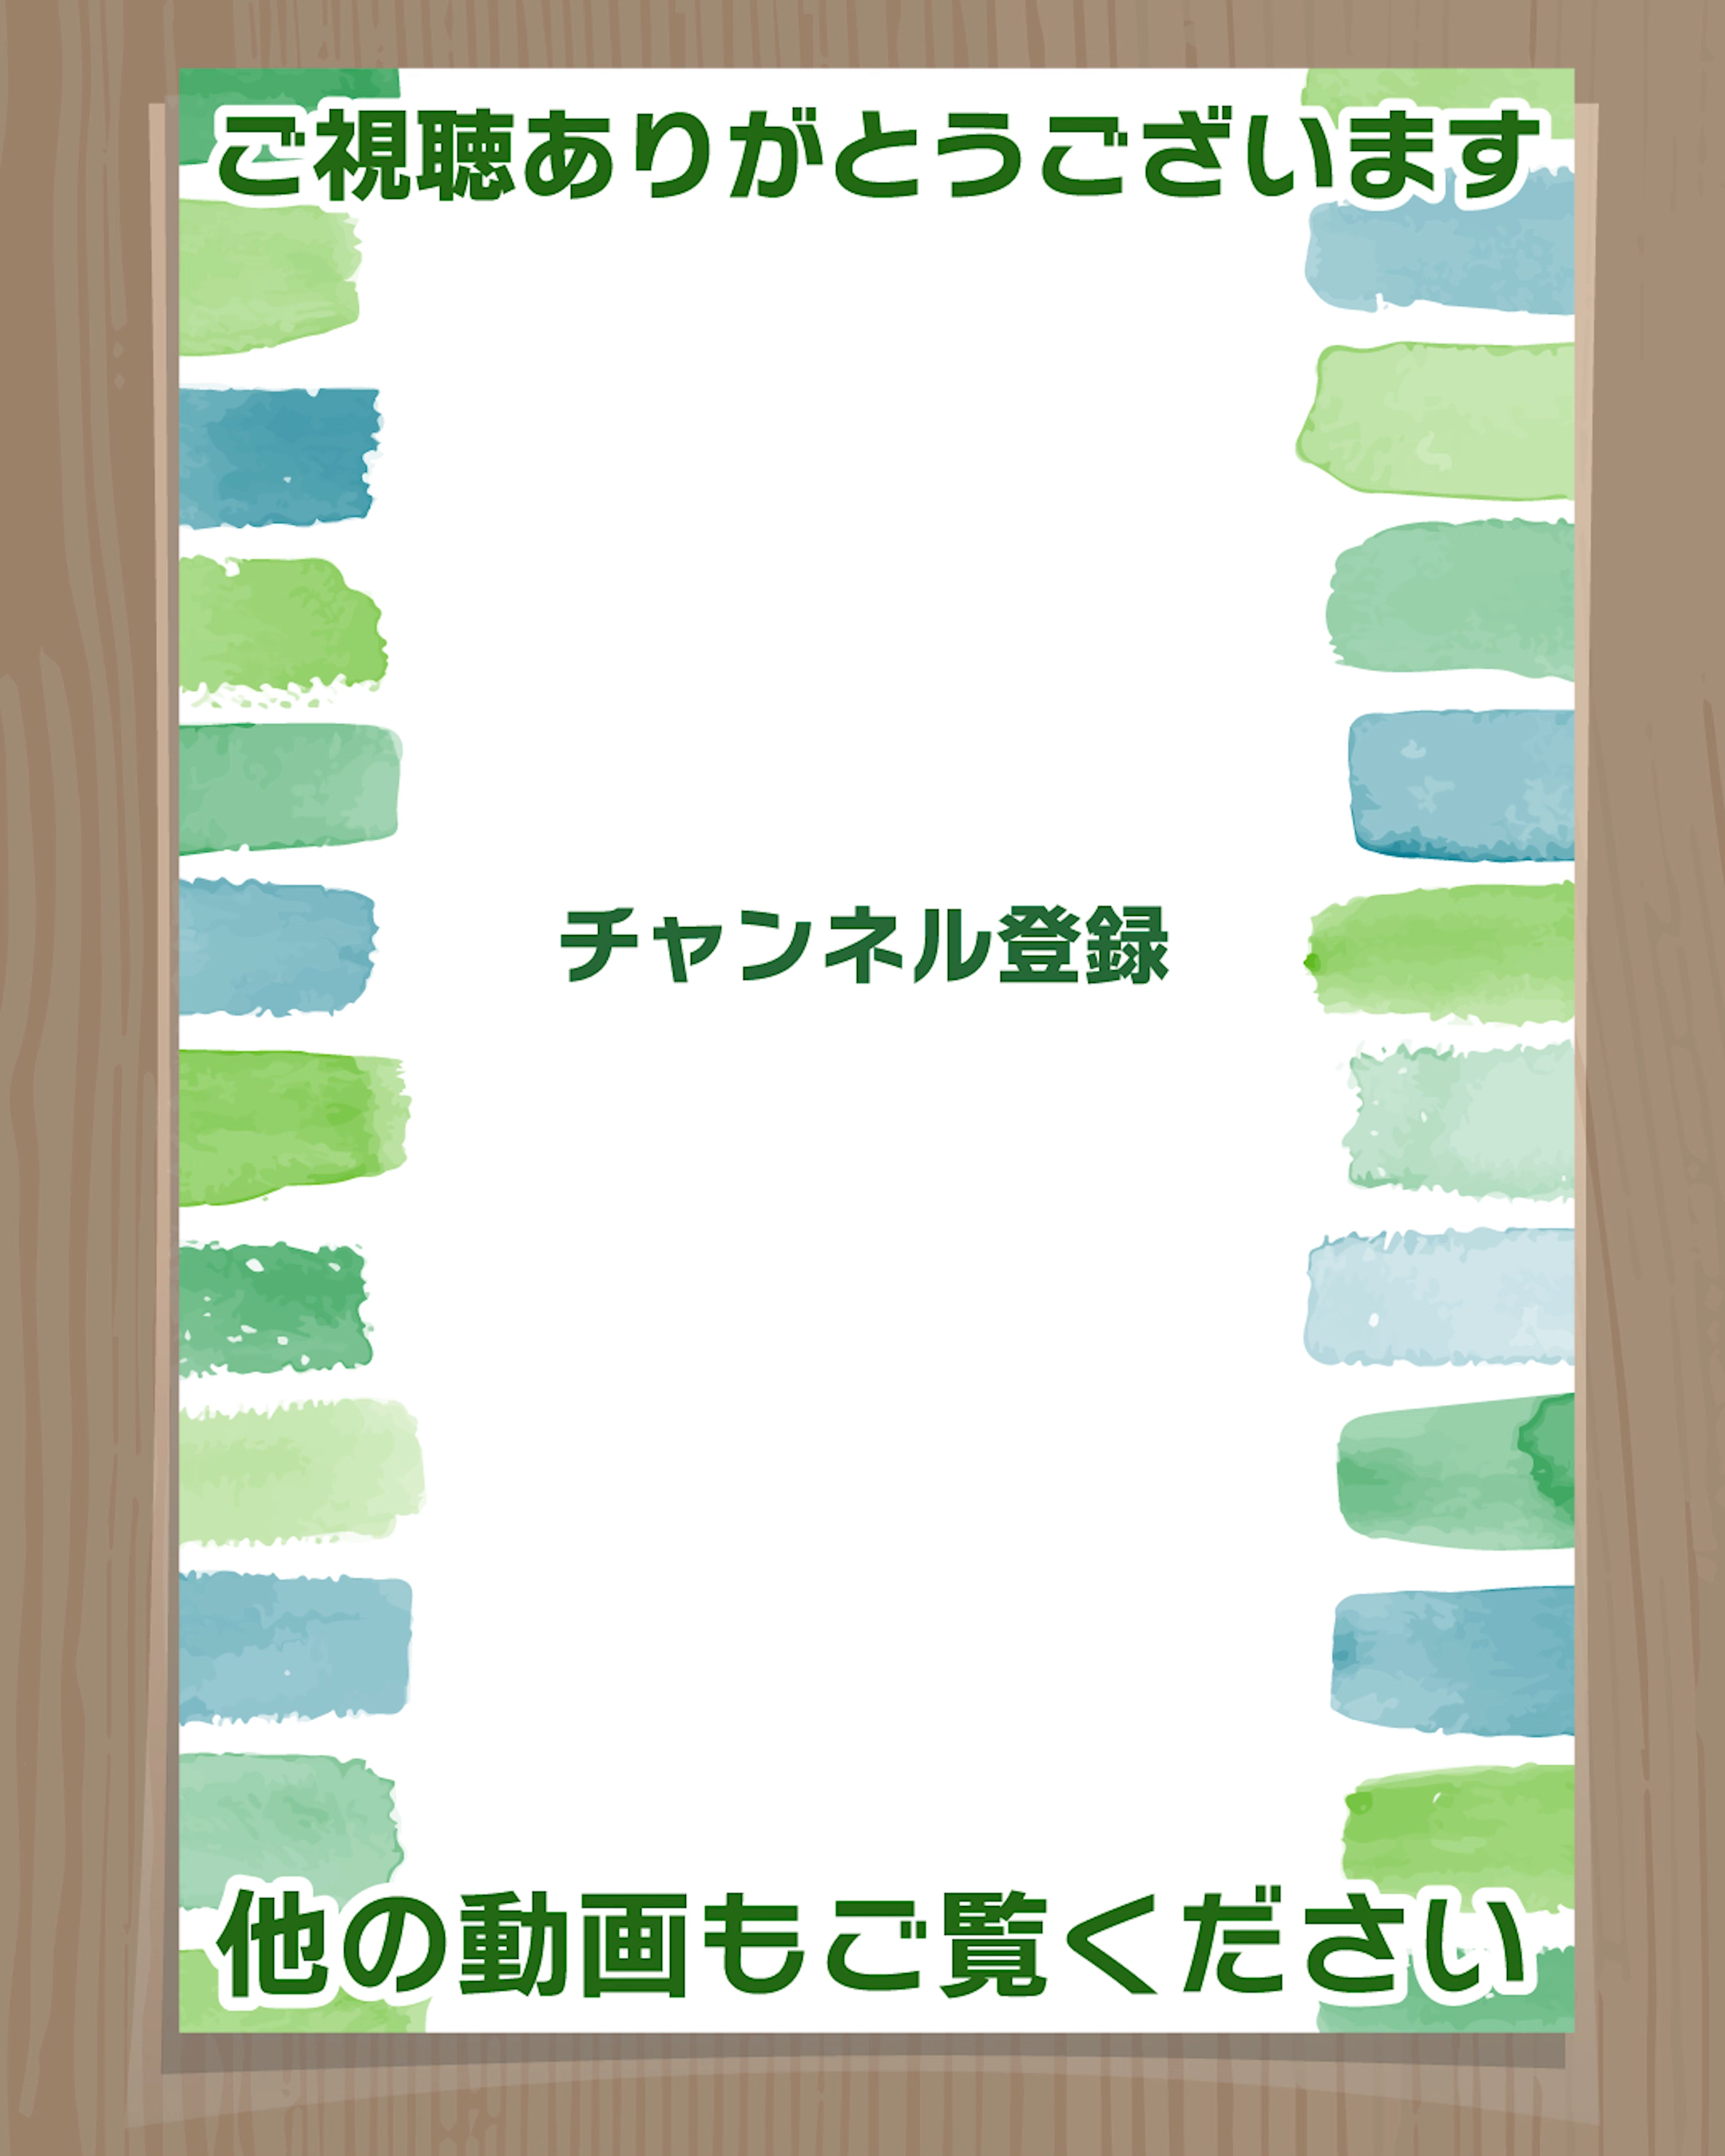 ご視聴ありがとうございます
チャンネル登録
他の動画もご覧ください